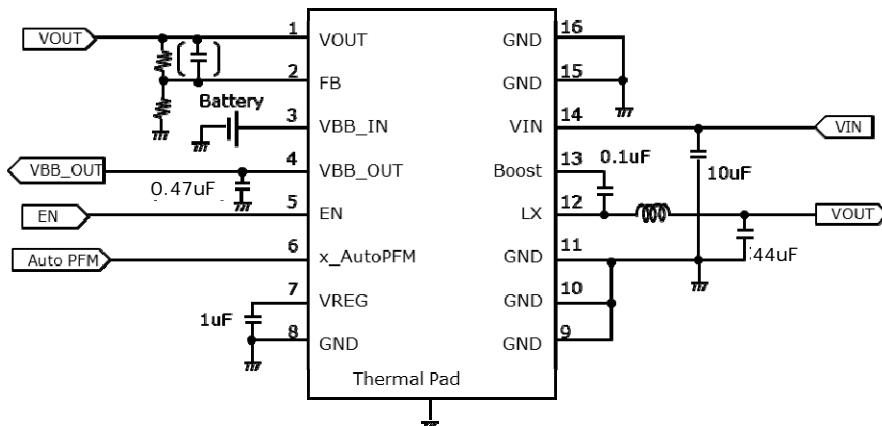 VOUT 1 VOUT GND 16
2 FB GND 15
Battery
3 VBB_IN VIN 14 VIN
VBB_OUT 4 VBB_OUT Boost 13 0.1uF 10uF
0.47uF
EN 5 EN LX 12 VOUT
Auto PFM 6 x_AutoPFM GND 11 44uF
7 VREG GND 10
1uF
8 GND GND 9
Thermal Pad